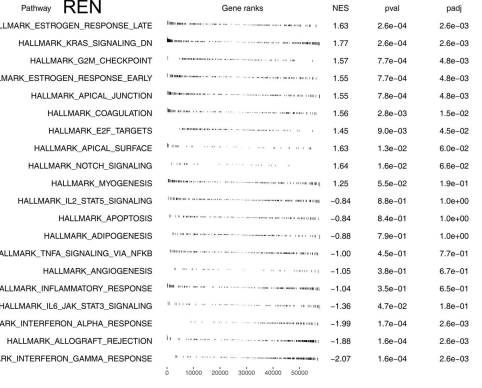 Pathway REN Gene ranks NES pval padj
LLMARK_ESTROGEN_RESPONSE_LATE 1.63 2.6e−04 2.6e−03
HALLMARK_KRAS_SIGNALING_DN 1.77 2.6e−04 2.6e−03
HALLMARK_G2M_CHECKPOINT 1.57 7.7e−04 4.8e−03
MARK_ESTROGEN_RESPONSE_EARLY 1.55 7.7e−04 4.8e−03
HALLMARK_APICAL_JUNCTION 1.55 7.8e−04 4.8e−03
HALLMARK_COAGULATION 1.56 2.8e−03 1.5e−02
HALLMARK_E2F_TARGETS 1.45 9.0e−03 4.5e−02
HALLMARK_APICAL_SURFACE 1.63 1.3e−02 6.0e−02
HALLMARK_NOTCH_SIGNALING 1.64 1.6e−02 6.6e−02
HALLMARK_MYOGENESIS 1.25 5.5e−02 1.9e−01
HALLMARK_IL2_STAT5_SIGNALING −0.84 8.8e−01 1.0e+00
HALLMARK_APOPTOSIS −0.84 8.4e−01 1.0e+00
HALLMARK_ADIPOGENESIS −0.88 7.9e−01 1.0e+00
ALLMARK_TNFA_SIGNALING_VIA_NFKB −1.00 4.5e−01 7.7e−01
HALLMARK_ANGIOGENESIS −1.05 3.8e−01 6.7e−01
ALLMARK_INFLAMMATORY_RESPONSE −1.04 3.5e−01 6.5e−01
ALLMARK_IL6_JAK_STAT3_SIGNALING −1.36 4.7e−02 1.8e−01
ARK_INTERFERON_ALPHA_RESPONSE −1.99 1.7e−04 2.6e−03
HALLMARK_ALLOGRAFT_REJECTION −1.88 1.6e−04 2.6e−03
RK_INTERFERON_GAMMA_RESPONSE −2.07 1.6e−04 2.6e−03
0 10000 20000 30000 40000 50000